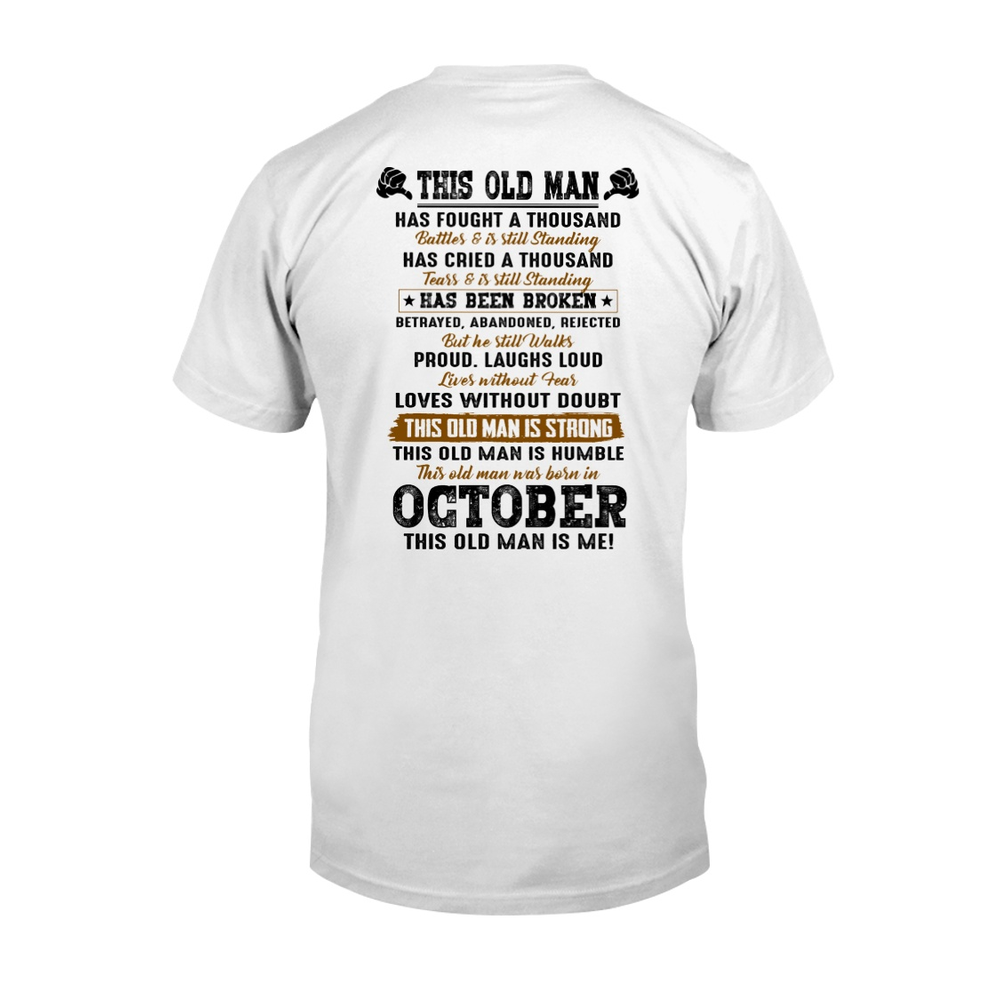 THIS OLD MAN
HAS FOUGHT A THOUSAND
Battles & is still Standing
HAS CRIED A THOUSAND
Tears & is still Standing
★ HAS BEEN BROKEN ★
BETRAYED, ABANDONED, REJECTED
But he still Walks
PROUD. LAUGHS LOUD
Lives without Fear
LOVES WITHOUT DOUBT
THIS OLD MAN IS STRONG
THIS OLD MAN IS HUMBLE
This old man was born in
OCTOBER
THIS OLD MAN IS ME!